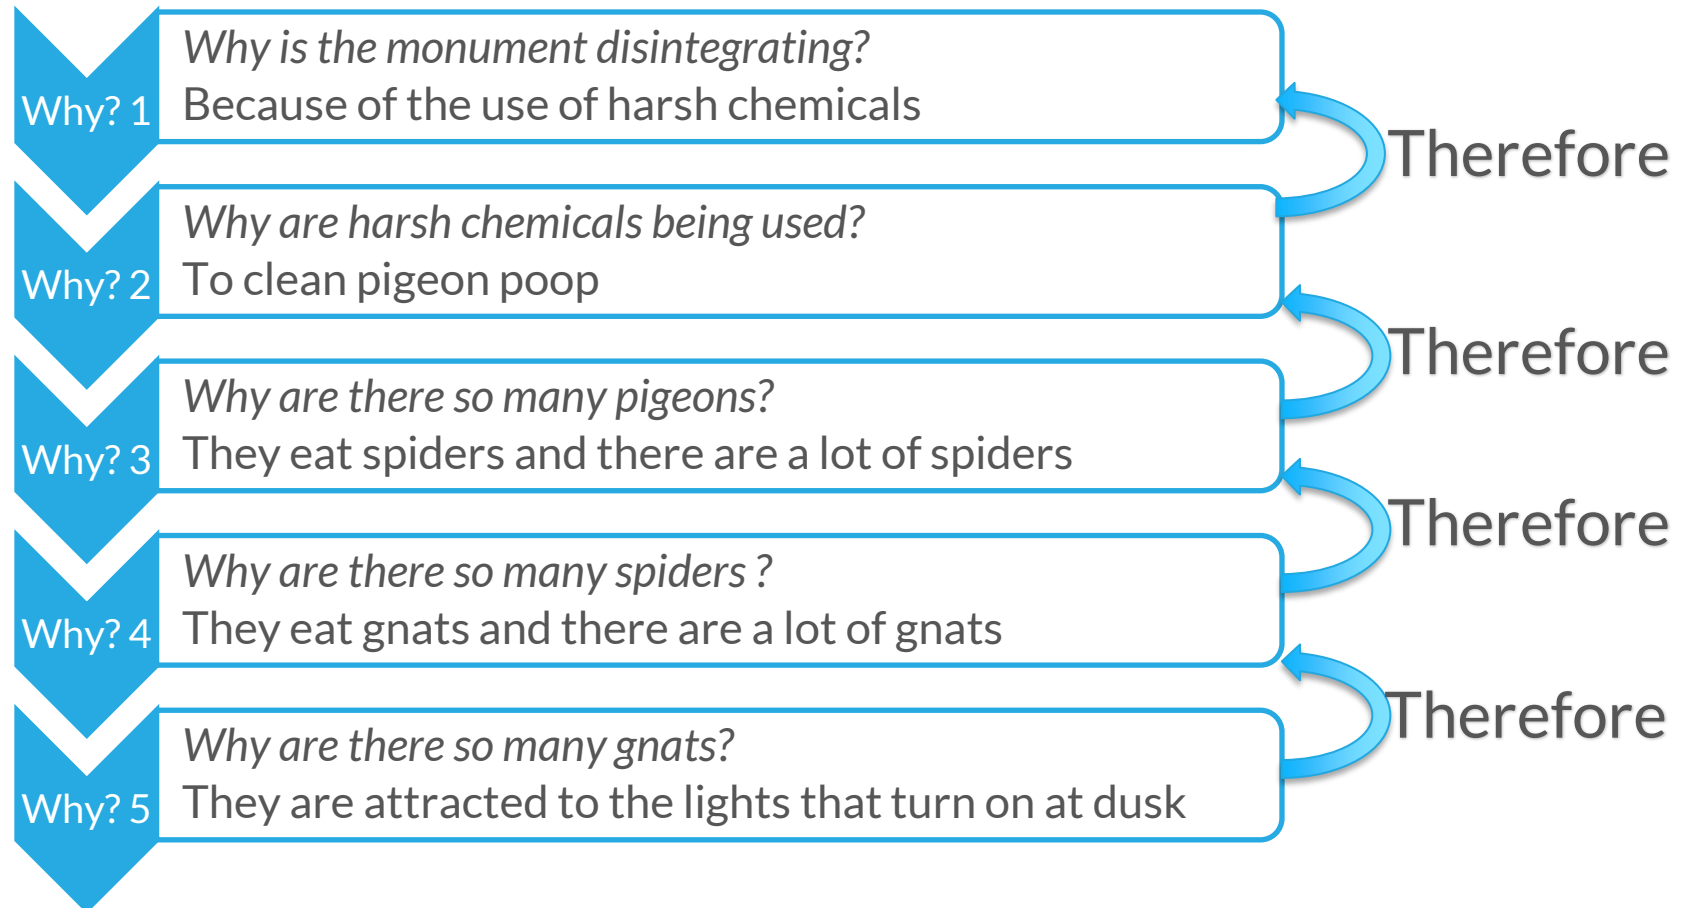 Why? 1
Why is the monument disintegrating?
Because of the use of harsh chemicals
Therefore
Why? 2
Why are harsh chemicals being used?
To clean pigeon poop
Therefore
Why? 3
Why are there so many pigeons?
They eat spiders and there are a lot of spiders
Therefore
Why? 4
Why are there so many spiders ?
They eat gnats and there are a lot of gnats
Therefore
Why? 5
Why are there so many gnats?
They are attracted to the lights that turn on at dusk